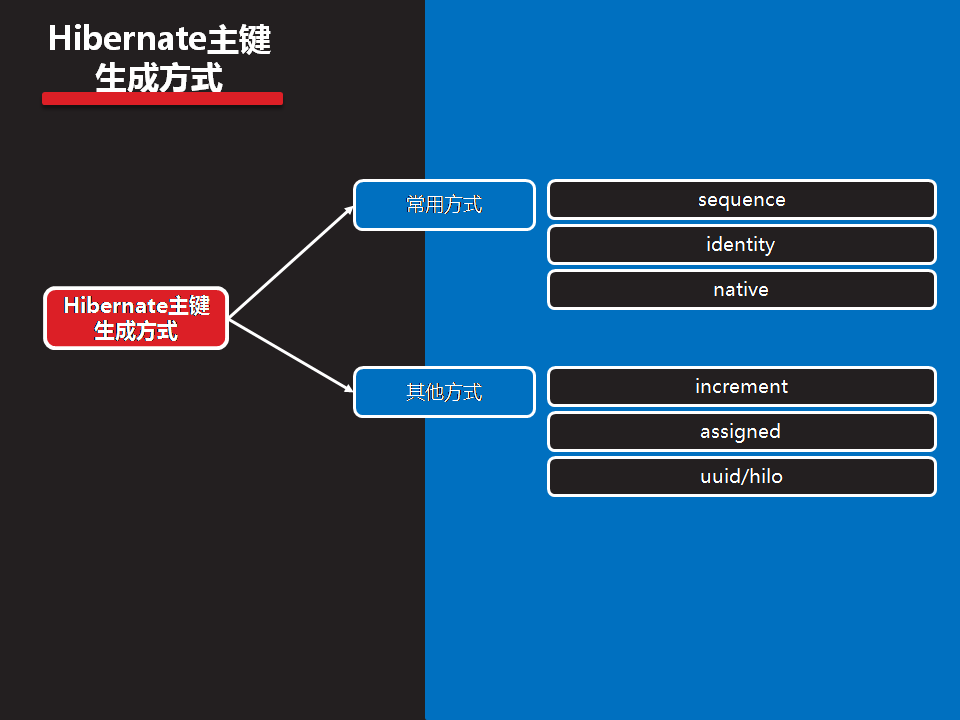 Hibernate主键
生成方式
常用方式
sequence
identity
native
Hibernate主键
生成方式
其他方式
increment
assigned
uuid/hilo